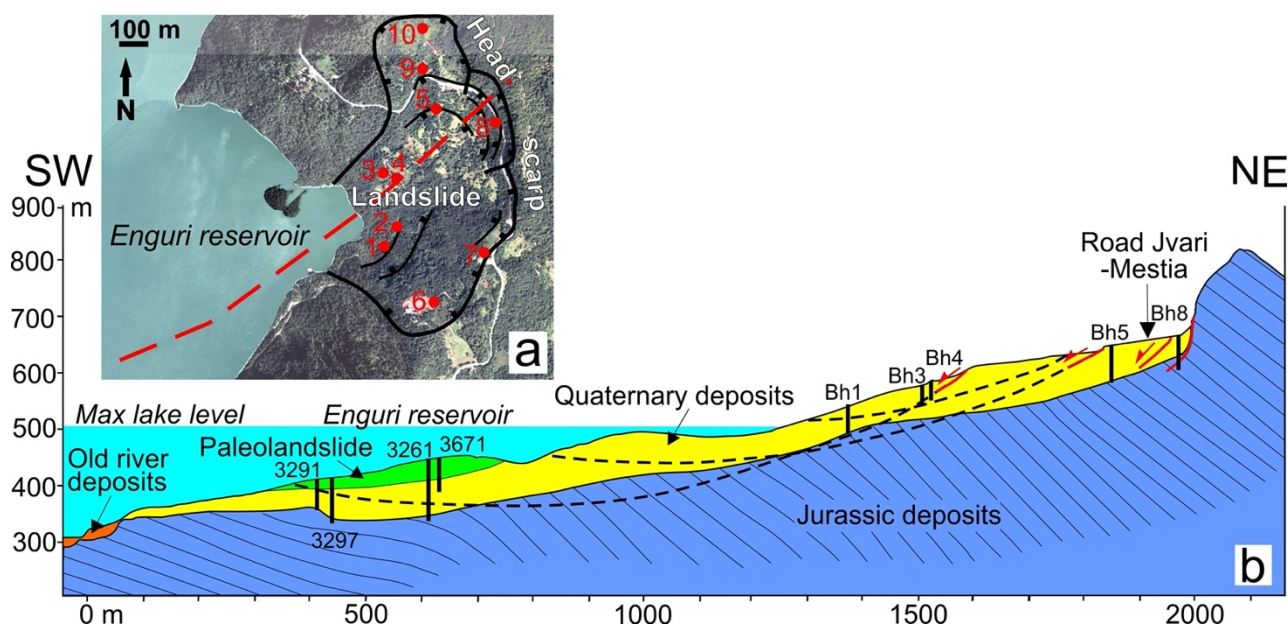 100 m
N
10
9
5
8
3
4
2
1
7
6
Head
scarp
Landslide
Enguri reservoir
a
SW
NE
900 m
800
700
600
500
400
300
Road Jvari
-Mestia
Bh8
Bh5
Bh4
Bh3
Bh1
Quaternary deposits
Max lake level
Enguri reservoir
Paleolandslide
3261
3671
3291
3297
Old river
deposits
Jurassic deposits
b
0 m
500
1000
1500
2000